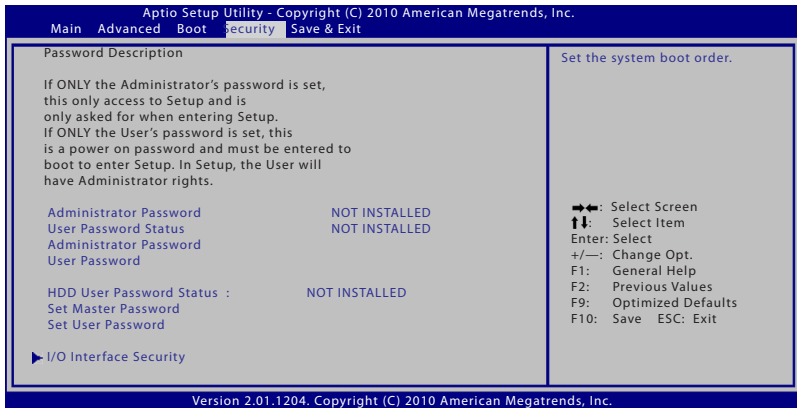 Aptio Setup Utility - Copyright (C) 2010 American Megatrends, Inc.
Main Advanced Boot Security Save & Exit
Password Description
If ONLY the Administrator's password is set,
this only access to Setup and is
only asked for when entering Setup.
If ONLY the User's password is set, this
is a power on password and must be entered to
boot to enter Setup. In Setup, the User will
have Administrator rights.
Administrator Password NOT INSTALLED
User Password Status NOT INSTALLED
Administrator Password
User Password
HDD User Password Status : NOT INSTALLED
Set Master Password
Set User Password
I/O Interface Security
Set the system boot order.
→←: Select Screen
↑↓: Select Item
Enter: Select
+/—: Change Opt.
F1: General Help
F2: Previous Values
F9: Optimized Defaults
F10: Save ESC: Exit
Version 2.01.1204. Copyright (C) 2010 American Megatrends, Inc.